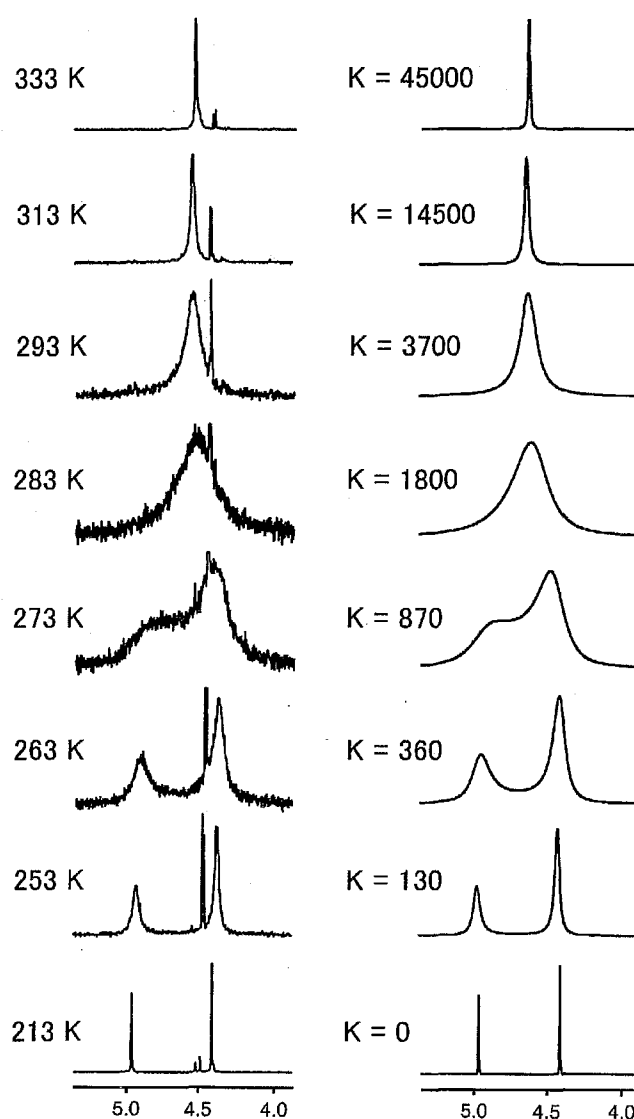 333 K K = 45000
313 K K = 14500
293 K K = 3700
283 K K = 1800
273 K K = 870
263 K K = 360
253 K K = 130
213 K K = 0
5.0 4.5 4.0 5.0 4.5 4.0